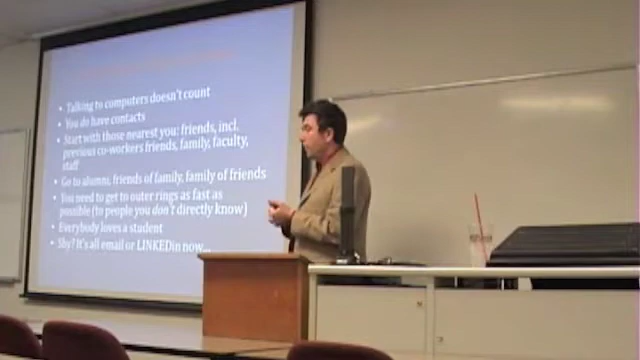 • Talking to computers doesn't count
• You do have contacts
• Start with those nearest you: friends, incl.
previous co-workers friends, family, faculty,
staff
• Go to alumni, friends of family, family of friends
• You need to get to outer rings as fast as
possible (to people you don't directly know)
• Everybody loves a student
• Shy? It's all email or LINKEDin now...